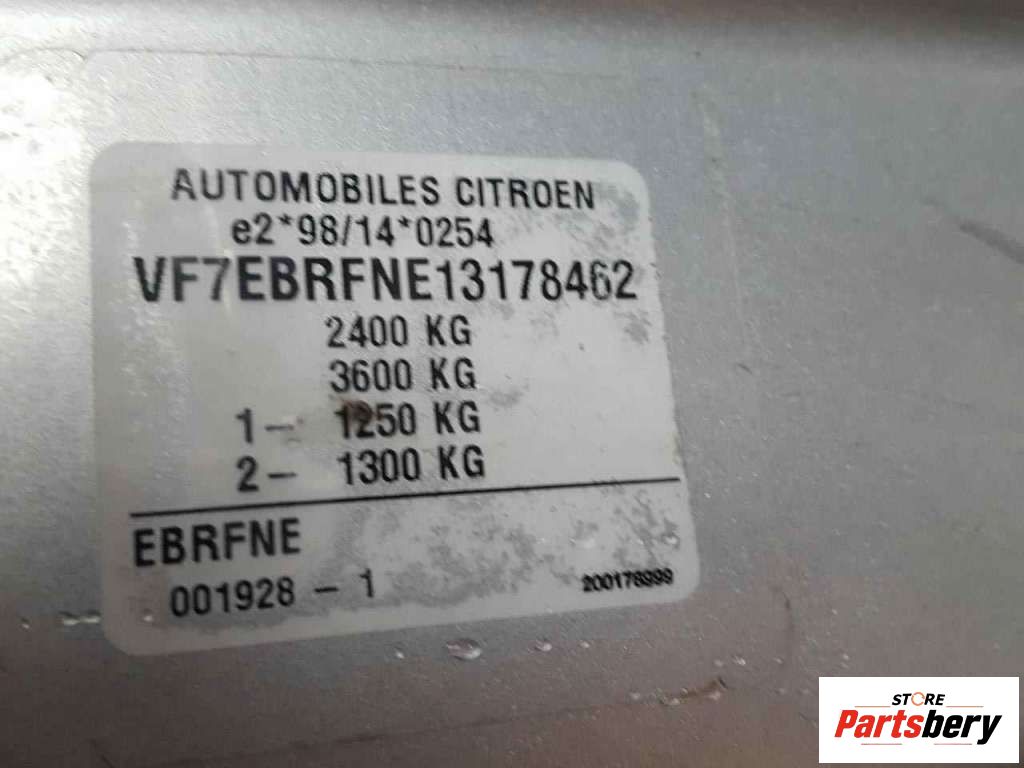 AUTOMOBILES CITROEN
e2*98/14*0254
VF7EBRFNE13178462
2400 KG
3600 KG
1- 1250 KG
2- 1300 KG
EBRFNE
001928 - 1
200178999
STORE
Partsbery